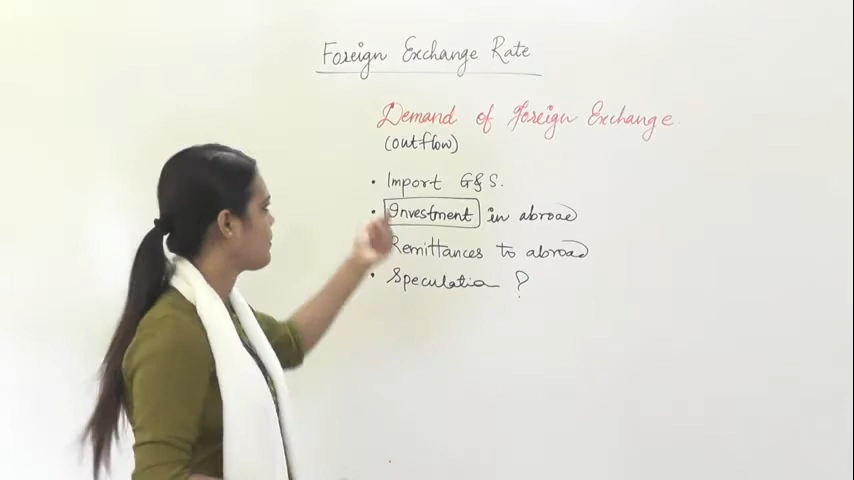 Foreign Exchange Rate
Demand of Foreign Exchange.
(outflow)
• Import G&S.
• Investment in abroad
Remittances to abroad
• Speculation ?